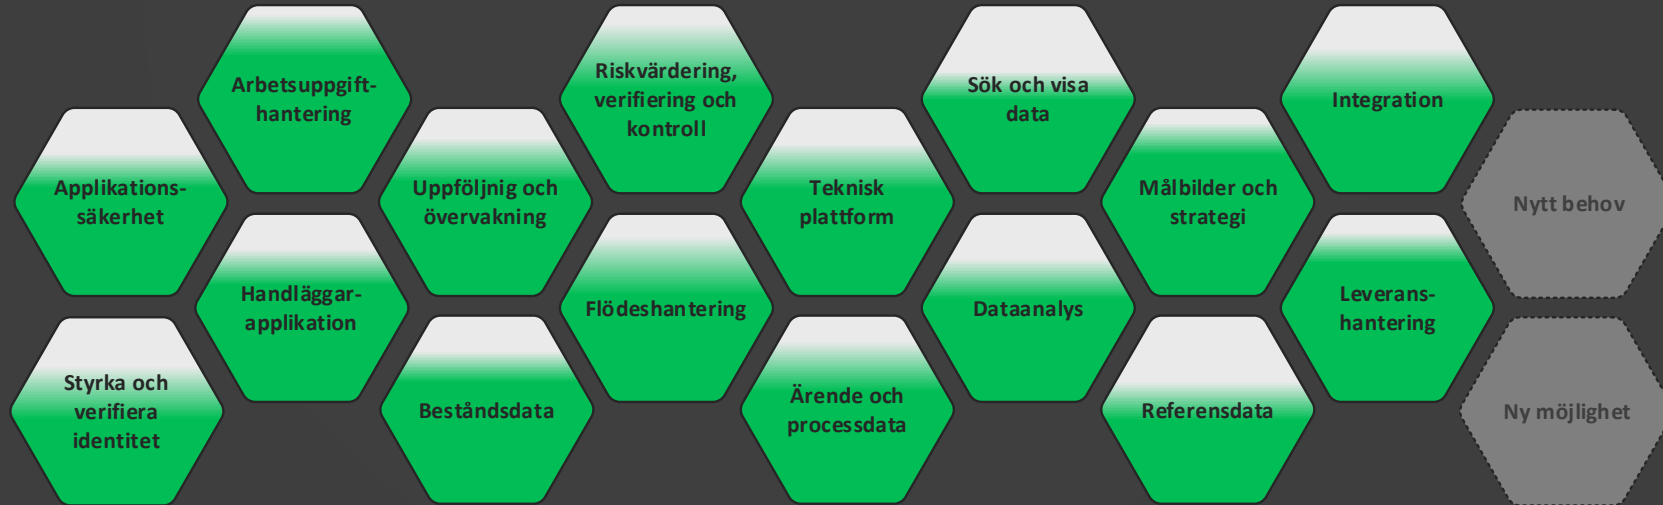 Arbetsuppgift-
hantering
Riskvärdering,
verifiering och
kontroll
Sök och visa
data
Integration
Applikations-
säkerhet
Uppföljnig och
övervakning
Teknisk
plattform
Målbilder och
strategi
Nytt behov
Handläggar-
applikation
Flödeshantering
Dataanalys
Leverans-
hantering
Styrka och
verifiera
identitet
Beståndsdata
Ärende och
processdata
Referensdata
Ny möjlighet